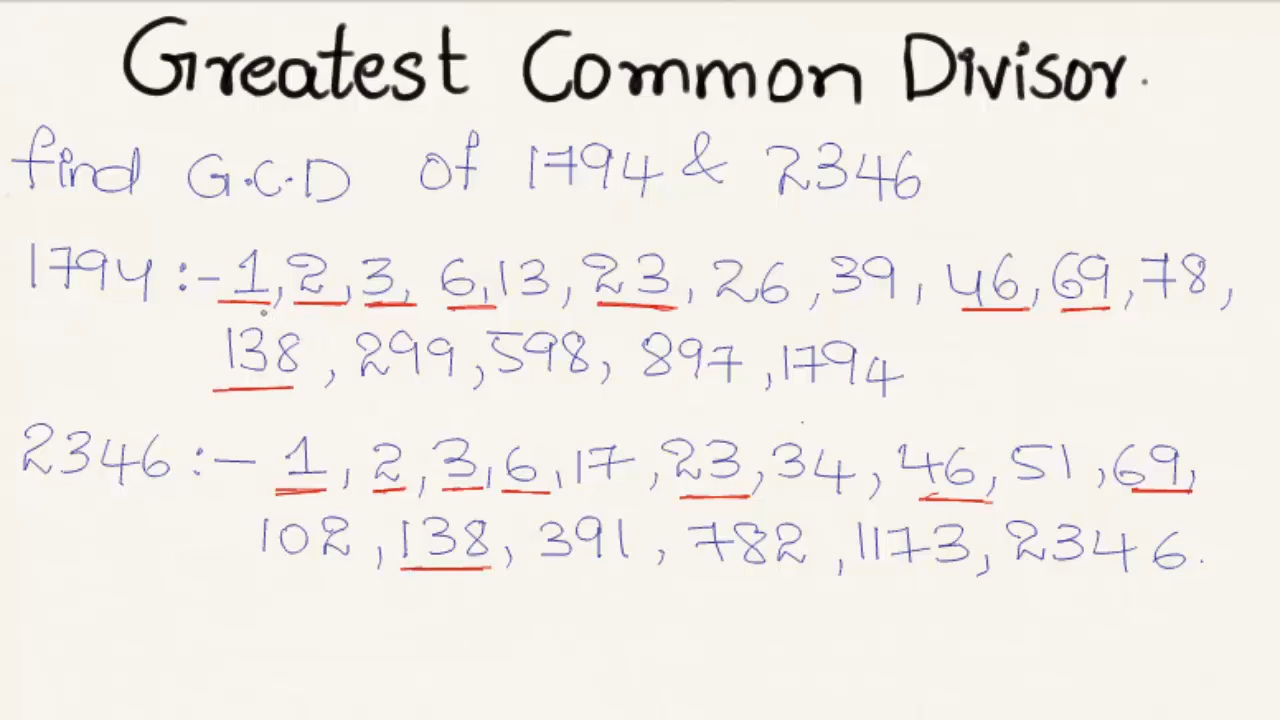 Greatest Common Divisor.
find G.C.D of 1794 & 2346
1794 :- 1, 2, 3, 6, 13, 23, 26, 39, 46, 69, 78,
138, 299, 598, 897, 1794
2346 :- 1, 2, 3, 6, 17, 23, 34, 46, 51, 69,
102, 138, 391, 782, 1173, 2346.